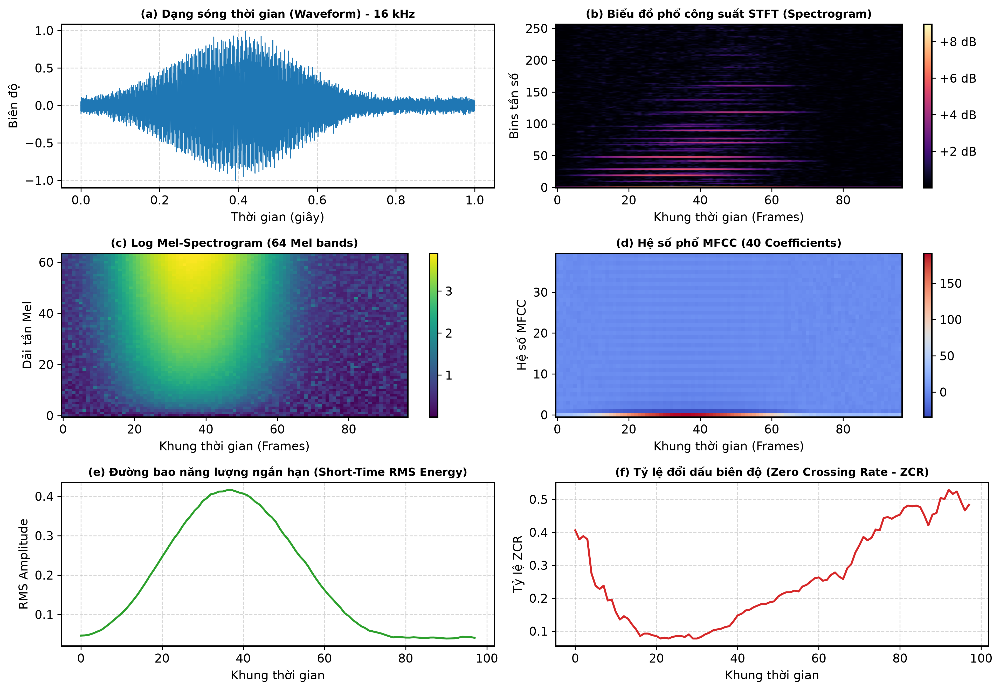 (a) Dạng sóng thời gian (Waveform) - 16 kHz
Biên độ
1.0
0.5
0.0
−0.5
−1.0
0.0 0.2 0.4 0.6 0.8 1.0
Thời gian (giây)
(b) Biểu đồ phổ công suất STFT (Spectrogram)
Bins tần số
250
200
150
100
50
0
0 20 40 60 80
Khung thời gian (Frames)
+8 dB
+6 dB
+4 dB
+2 dB
(c) Log Mel-Spectrogram (64 Mel bands)
Dải tần Mel
60
40
20
0
0 20 40 60 80
Khung thời gian (Frames)
3
2
1
(d) Hệ số phổ MFCC (40 Coefficients)
Hệ số MFCC
30
20
10
0
0 20 40 60 80
Khung thời gian (Frames)
150
100
50
0
(e) Đường bao năng lượng ngắn hạn (Short-Time RMS Energy)
RMS Amplitude
0.4
0.3
0.2
0.1
0 20 40 60 80 100
Khung thời gian
(f) Tỷ lệ đổi dấu biên độ (Zero Crossing Rate - ZCR)
Tỷ lệ ZCR
0.5
0.4
0.3
0.2
0.1
0 20 40 60 80 100
Khung thời gian